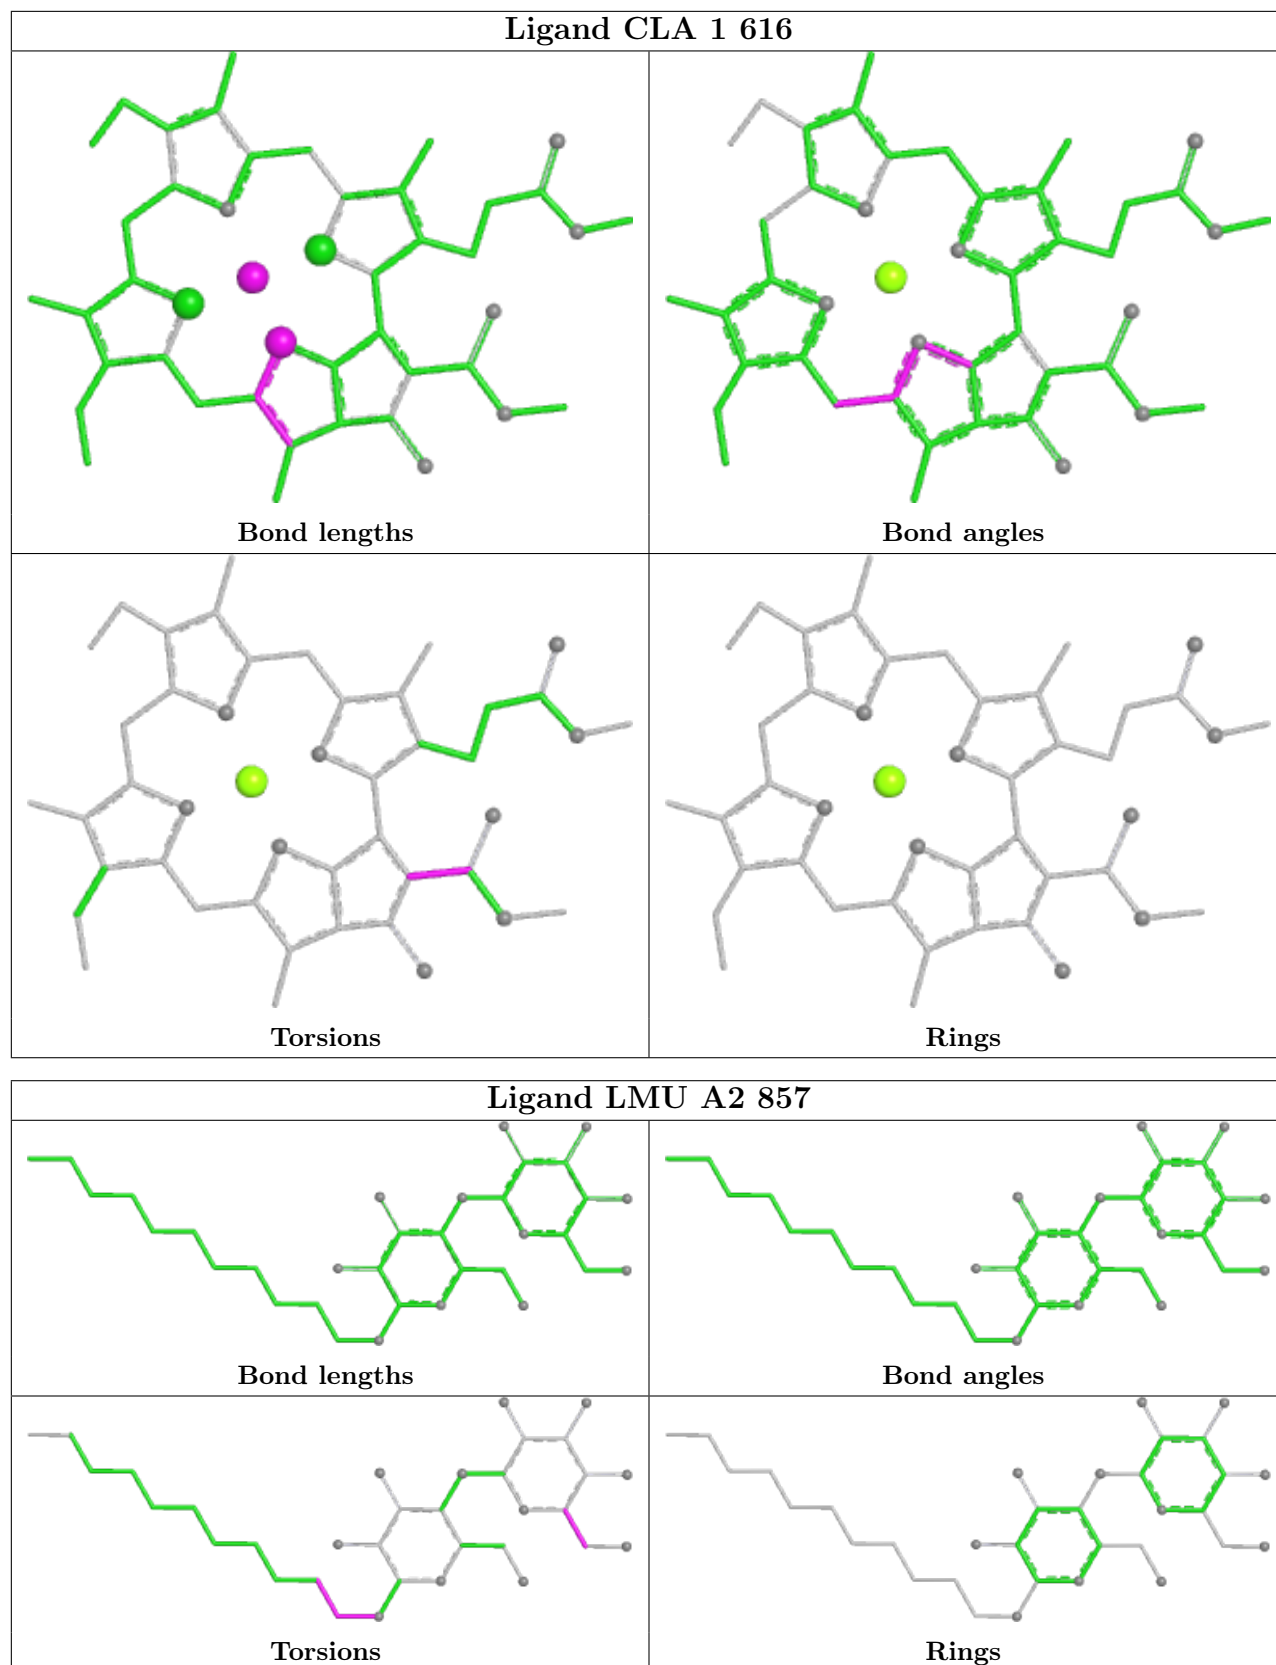 Ligand CLA 1 616
Bond lengths
Bond angles
Torsions
Rings
Ligand LMU A2 857
Bond lengths
Bond angles
Torsions
Rings